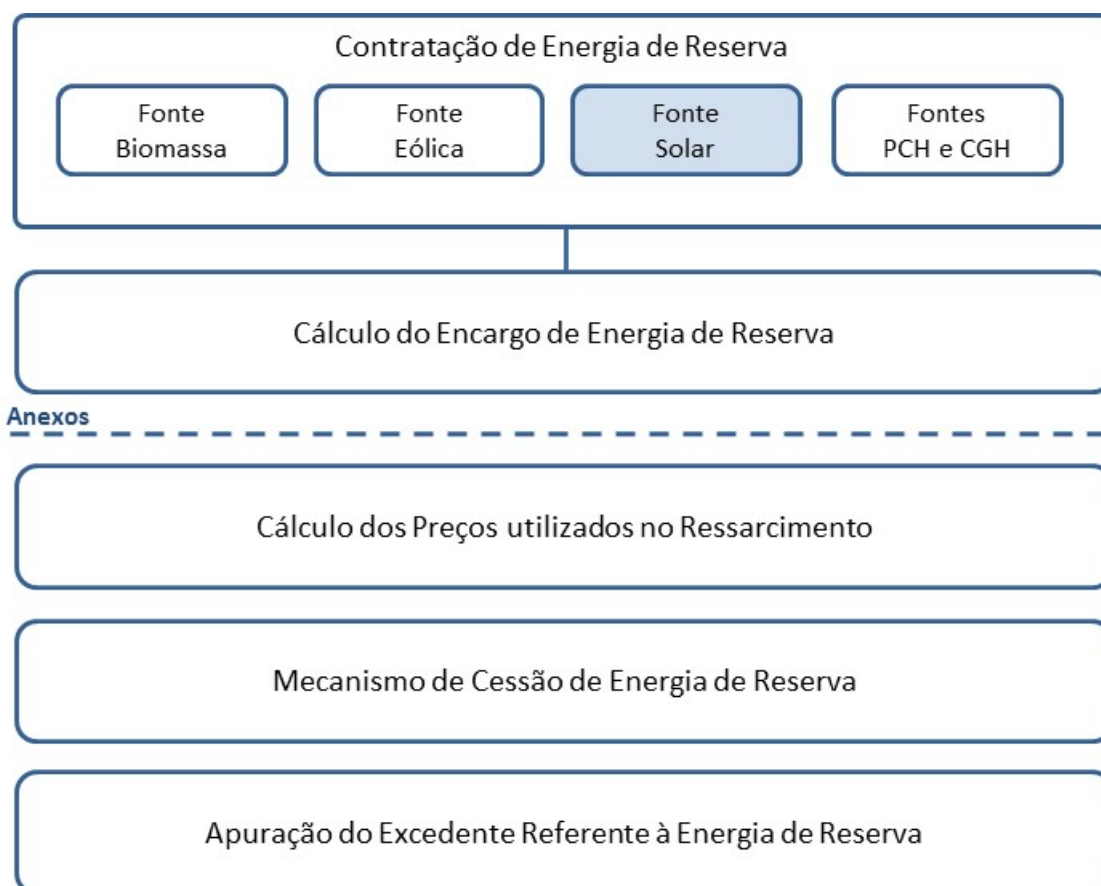 Contratação de Energia de Reserva
Fonte
Biomassa
Fonte
Eólica
Fonte
Solar
Fontes
PCH e CGH
Cálculo do Encargo de Energia de Reserva
Anexos
Cálculo dos Preços utilizados no Ressarcimento
Mecanismo de Cessão de Energia de Reserva
Apuração do Excedente Referente à Energia de Reserva